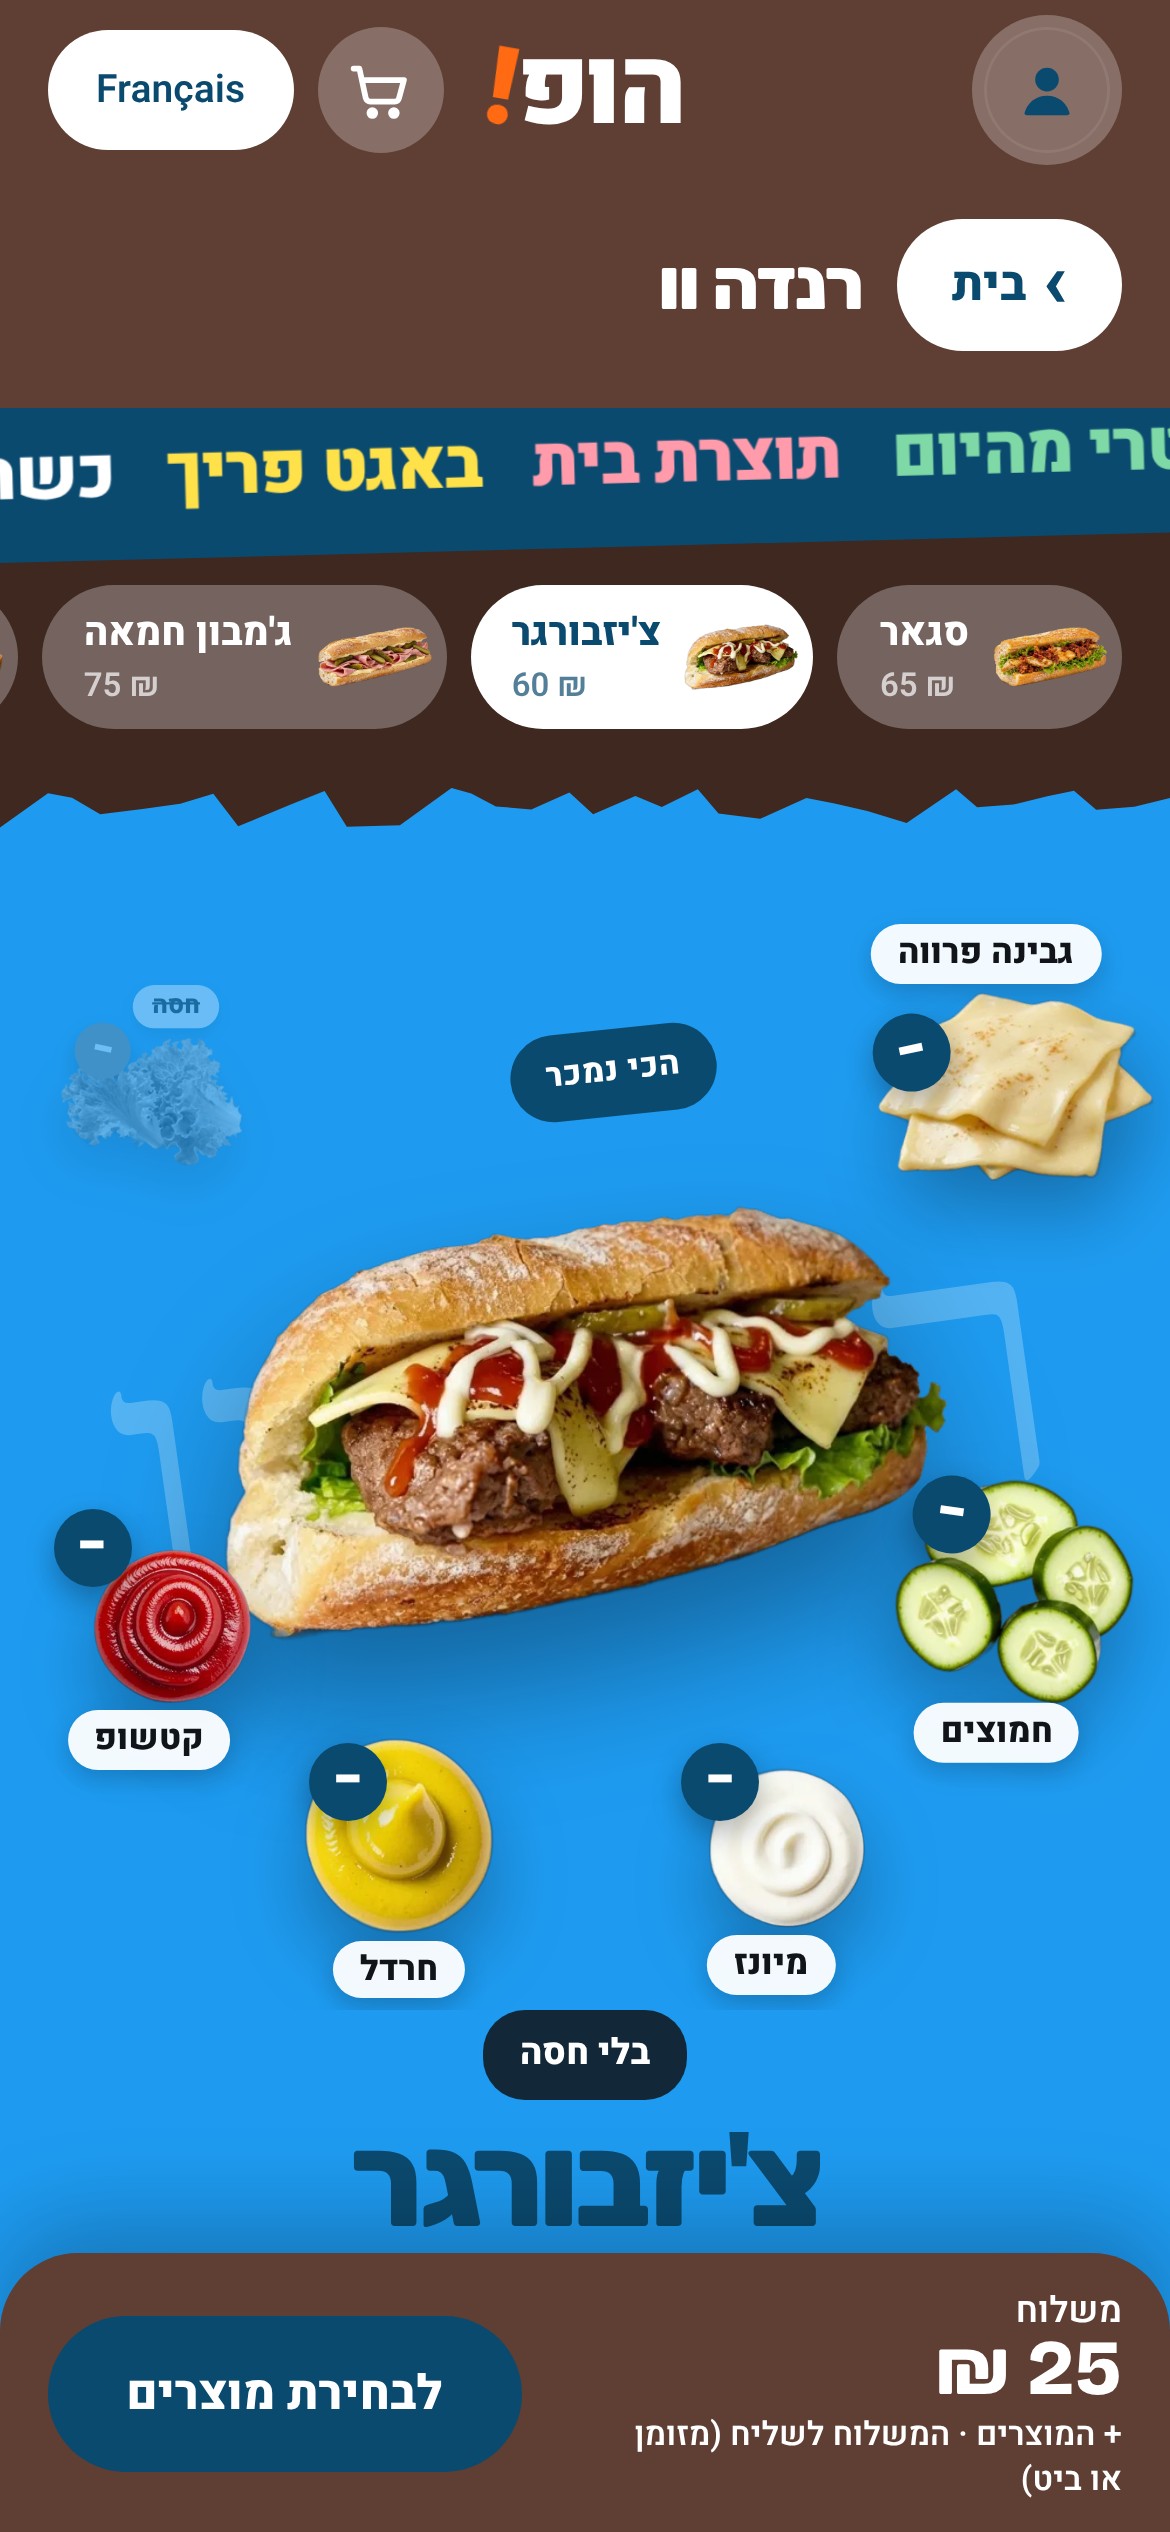 הופ!
Français
‹ בית
רנדה וו
טרי מהיום תוצרת בית באגט פריך
סגאר
65 ₪
צ'יזבורגר
60 ₪
ג'מבון חמאה
75 ₪
גבינה פרווה
חסה
הכי נמכר
קטשופ
חמוצים
חרדל
מיונז
בלי חסה
צ'יזבורגר
משלוח
25 ₪
+ המוצרים · המשלוח לשליח (מזומן
או ביט)
לבחירת מוצרים